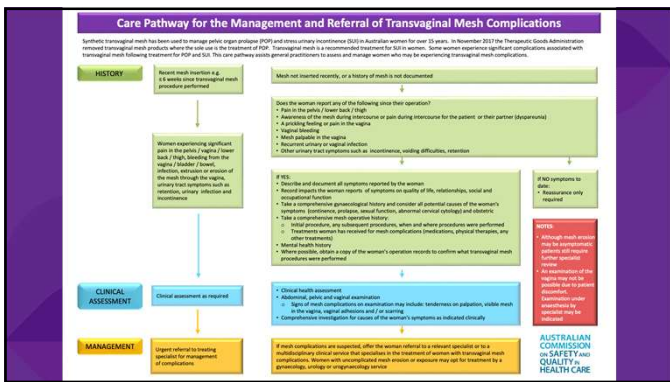 Care Pathway for the Management and Referral of Transvaginal Mesh Complications
Synthetic transvaginal mesh has been used to manage pelvic organ prolapse (POP) and stress urinary incontinence (SUI) in Australian women for over 15 years. In November 2017 the Therapeutic Goods Administration
removed transvaginal mesh products where the sole use is the treatment of POP. Transvaginal mesh is a recommended treatment for SUI in women. Some women experience significant complications associated with
transvaginal mesh following treatment for POP and SUI. This care pathway assists general practitioners to assess and manage women who may be experiencing transvaginal mesh complications.
HISTORY
Recent mesh insertion e.g.
≤ 6 weeks since transvaginal mesh
procedure performed
Mesh not inserted recently, or a history of mesh is not documented
Women experiencing significant
pain in the pelvis / vagina / lower
back / thigh, bleeding from the
vagina / bladder / bowel,
infection, extrusion or erosion of
the mesh through the vagina,
urinary tract symptoms such as
retention, urinary infection and
incontinence
Does the woman report any of the following since their operation?
• Pain in the pelvis / lower back / thigh
• Awareness of the mesh during intercourse or pain during intercourse for the patient or their partner (dyspareunia)
• A prickling feeling or pain in the vagina
• Vaginal bleeding
• Mesh palpable in the vagina
• Recurrent urinary or vaginal infection
• Other urinary tract symptoms such as incontinence, voiding difficulties, retention
If YES:
• Describe and document all symptoms reported by the woman
• Record impacts the woman reports of symptoms on quality of life, relationships, social and
occupational function
• Take a comprehensive gynaecological history and consider all potential causes of the woman's
symptoms (continence, prolapse, sexual function, abnormal cervical cytology) and obstetric
• Take a comprehensive mesh operative history:
o Initial procedure, any subsequent procedures, when and where procedures were performed
o Treatments woman has received for mesh complications (medications, physical therapies, any
other treatments)
• Mental health history
• Where possible, obtain a copy of the woman's operation records to confirm what transvaginal mesh
procedures were performed
If NO symptoms to
date:
• Reassurance only
required
NOTES:
• Although mesh erosion
may be asymptomatic
patients still require
further specialist
review
• An examination of the
vagina may not be
possible due to patient
discomfort.
Examination under
anaesthesia by
specialist may be
indicated
CLINICAL
ASSESSMENT
Clinical assessment as required
• Clinical health assessment
• Abdominal, pelvic and vaginal examination
o Signs of mesh complications on examination may include: tenderness on palpation, visible mesh
in the vagina, vaginal adhesions and / or scarring
• Comprehensive investigation for causes of the woman's symptoms as indicated clinically
MANAGEMENT
Urgent referral to treating
specialist for management
of complications
If mesh complications are suspected, offer the woman referral to a relevant specialist or to a
multidisciplinary clinical service that specialises in the treatment of women with transvaginal mesh
complications. Women with uncomplicated mesh erosion or exposure may opt for treatment by a
gynaecology, urology or urogynaecology service
AUSTRALIAN
COMMISSION
ON SAFETY AND
QUALITY IN
HEALTH CARE